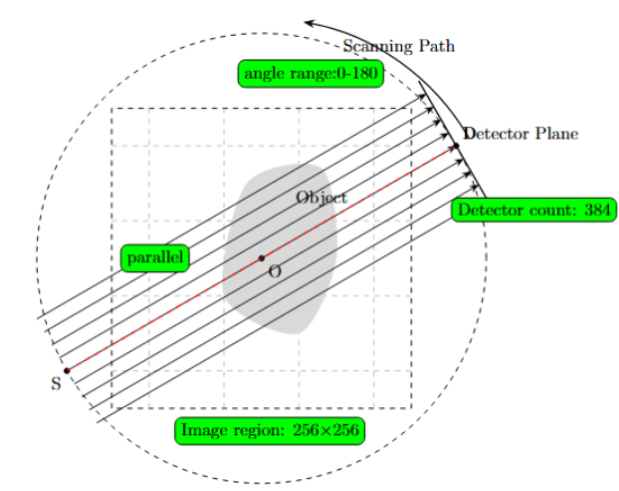 Scanning Path
angle range:0-180
Detector Plane
Object
Detector count: 384
parallel
O
S
Image region: 256×256